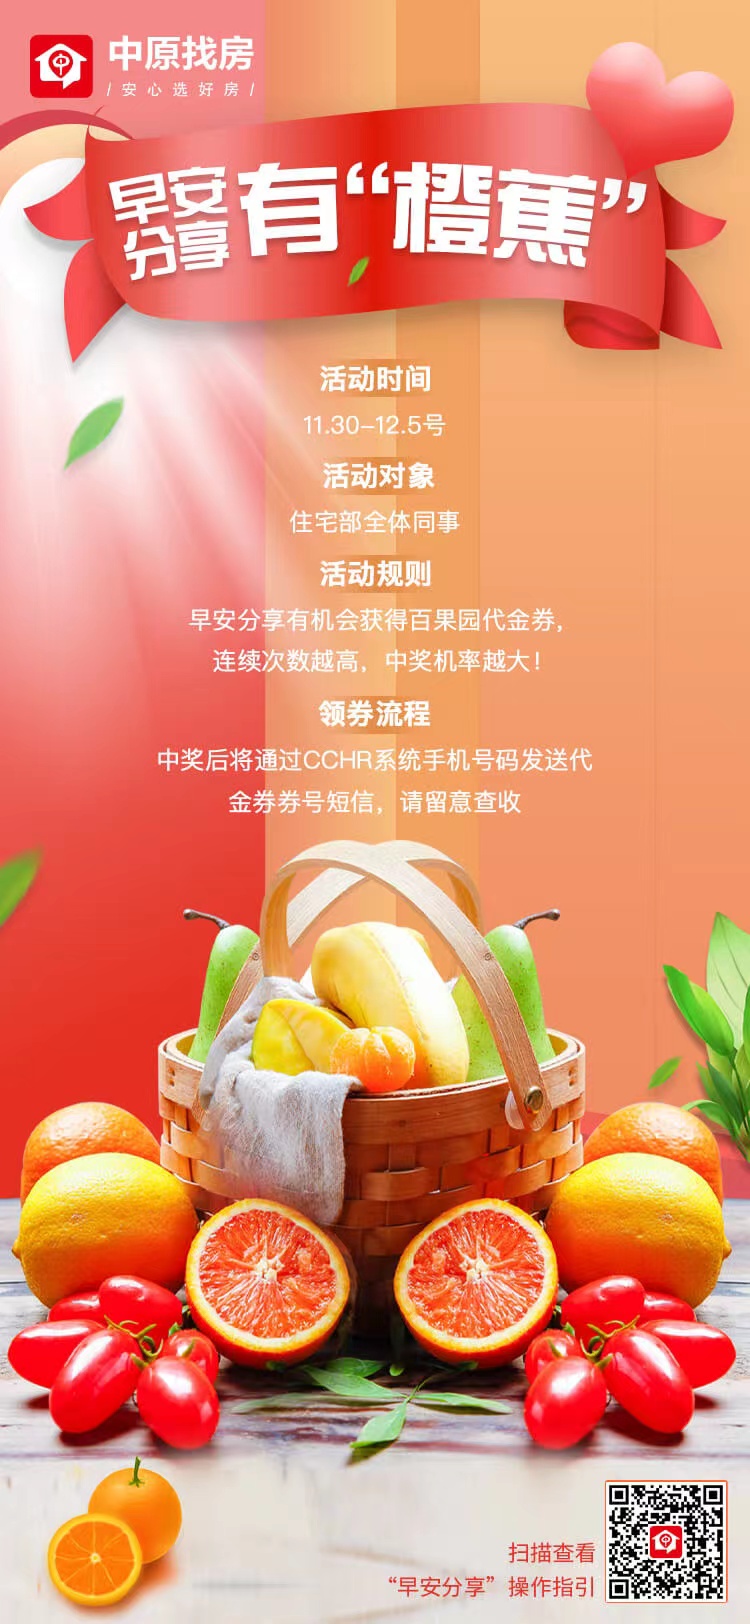 中原找房
/安心选好房/
早安
分享
有“橙蕉”
活动时间
11.30-12.5号
活动对象
住宅部全体同事
活动规则
早安分享有机会获得百果园代金券，
连续次数越高，中奖机率越大！
领券流程
中奖后将通过CCHR系统手机号码发送代
金券券号短信，请留意查收
扫描查看
“早安分享”操作指引